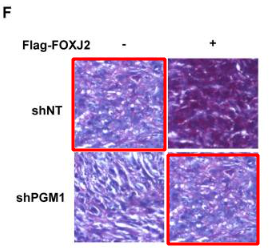 F
Flag-FOXJ2 - +
shNT
shPGM1